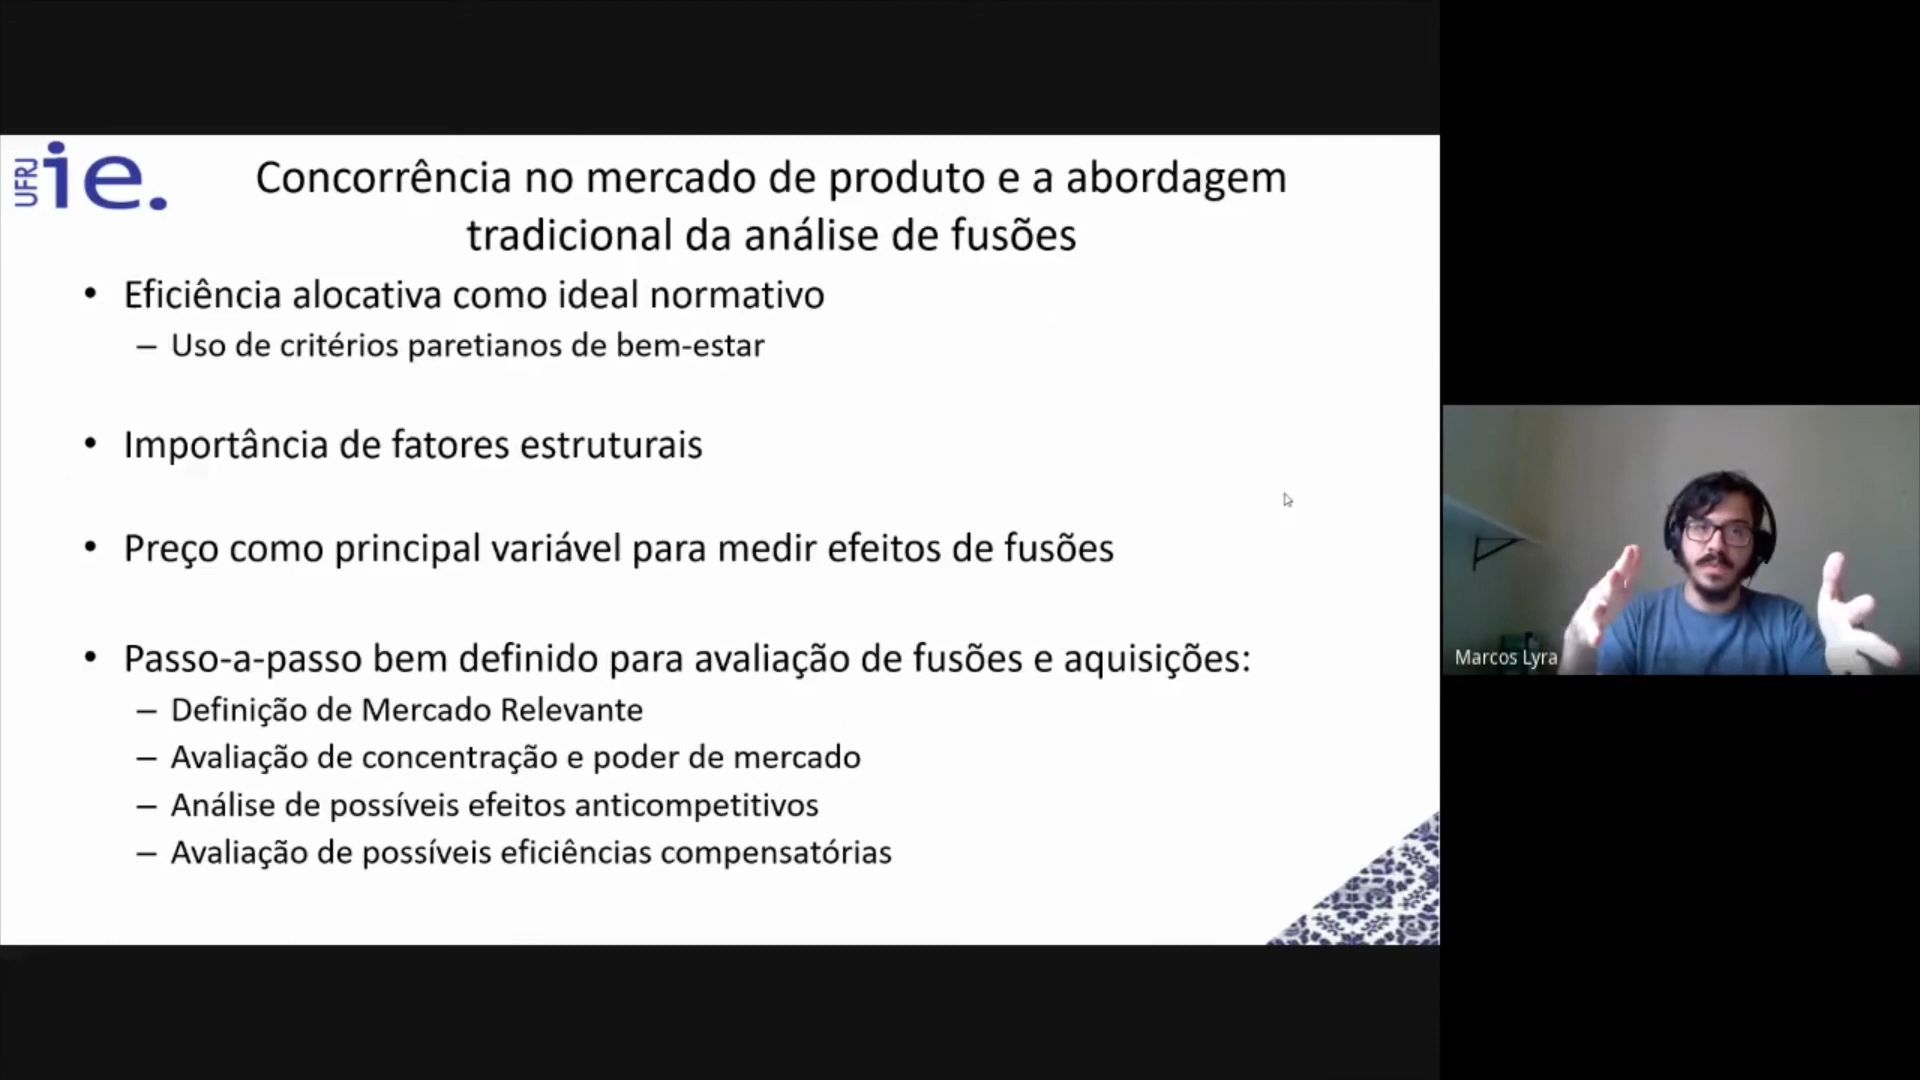 UFRJ ie.
Concorrência no mercado de produto e a abordagem
tradicional da análise de fusões
• Eficiência alocativa como ideal normativo
– Uso de critérios paretianos de bem-estar
• Importância de fatores estruturais
• Preço como principal variável para medir efeitos de fusões
• Passo-a-passo bem definido para avaliação de fusões e aquisições:
– Definição de Mercado Relevante
– Avaliação de concentração e poder de mercado
– Análise de possíveis efeitos anticompetitivos
– Avaliação de possíveis eficiências compensatórias
Marcos Lyra